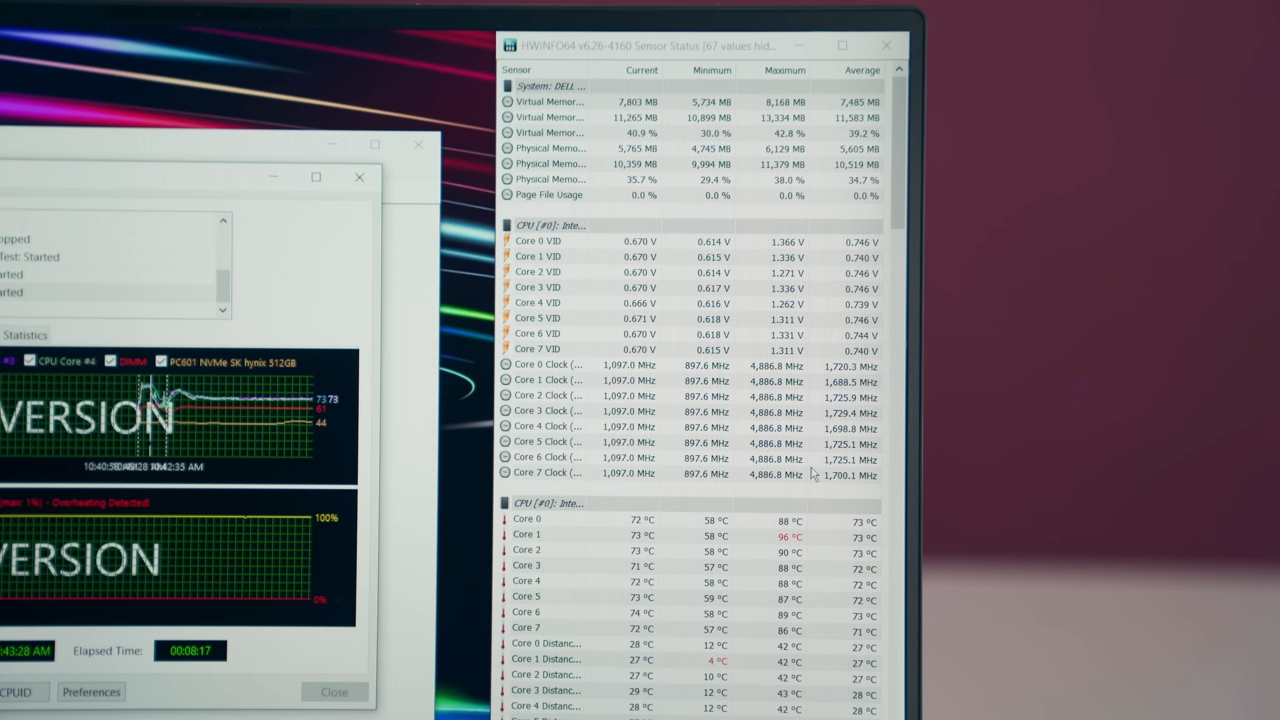 HWiNFO64 v6.26-4160 Sensor Status [67 values hid...
Sensor Current Minimum Maximum Average
System: DELL ...
Virtual Memor... 7,803 MB 5,734 MB 8,168 MB 7,485 MB
Virtual Memor... 11,265 MB 10,899 MB 13,334 MB 11,583 MB
Virtual Memor... 40.9 % 30.0 % 42.8 % 39.2 %
Physical Memo... 5,765 MB 4,745 MB 6,129 MB 5,605 MB
Physical Memo... 10,359 MB 9,994 MB 11,379 MB 10,519 MB
Physical Memo... 35.7 % 29.4 % 38.0 % 34.7 %
Page File Usage 0.0 % 0.0 % 0.0 % 0.0 %
CPU [#0]: Inte...
Core 0 VID 0.670 V 0.614 V 1.366 V 0.746 V
Core 1 VID 0.670 V 0.615 V 1.336 V 0.740 V
Core 2 VID 0.670 V 0.614 V 1.271 V 0.746 V
Core 3 VID 0.670 V 0.617 V 1.336 V 0.746 V
Core 4 VID 0.666 V 0.616 V 1.262 V 0.739 V
Core 5 VID 0.671 V 0.618 V 1.311 V 0.746 V
Core 6 VID 0.670 V 0.618 V 1.331 V 0.744 V
Core 7 VID 0.670 V 0.615 V 1.311 V 0.740 V
Core 0 Clock (... 1,097.0 MHz 897.6 MHz 4,886.8 MHz 1,720.3 MHz
Core 1 Clock (... 1,097.0 MHz 897.6 MHz 4,886.8 MHz 1,688.5 MHz
Core 2 Clock (... 1,097.0 MHz 897.6 MHz 4,886.8 MHz 1,725.9 MHz
Core 3 Clock (... 1,097.0 MHz 897.6 MHz 4,886.8 MHz 1,729.4 MHz
Core 4 Clock (... 1,097.0 MHz 897.6 MHz 4,886.8 MHz 1,698.8 MHz
Core 5 Clock (... 1,097.0 MHz 897.6 MHz 4,886.8 MHz 1,725.1 MHz
Core 6 Clock (... 1,097.0 MHz 897.6 MHz 4,886.8 MHz 1,725.1 MHz
Core 7 Clock (... 1,097.0 MHz 897.6 MHz 4,886.8 MHz 1,700.1 MHz
CPU [#0]: Inte...
Core 0 72 °C 58 °C 88 °C 73 °C
Core 1 73 °C 58 °C 96 °C 73 °C
Core 2 73 °C 58 °C 90 °C 73 °C
Core 3 71 °C 57 °C 88 °C 72 °C
Core 4 72 °C 58 °C 88 °C 72 °C
Core 5 73 °C 59 °C 87 °C 72 °C
Core 6 74 °C 58 °C 89 °C 73 °C
Core 7 72 °C 57 °C 86 °C 71 °C
Core 0 Distanc... 28 °C 12 °C 42 °C 27 °C
Core 1 Distanc... 27 °C 4 °C 42 °C 27 °C
Core 2 Distanc... 27 °C 10 °C 42 °C 27 °C
Core 3 Distanc... 29 °C 12 °C 43 °C 28 °C
Core 4 Distanc... 28 °C 12 °C 42 °C 28 °C
opped
Test: Started
arted
arted
Statistics
#3 CPU Core #4 DIMM PC601 NVMe SK hynix 512GB
VERSION
73 73
61
44
(max: 1%) - Overheating Detected!
100%
VERSION
0%
:43:28 AM Elapsed Time: 00:08:17
CPUID Preferences Close